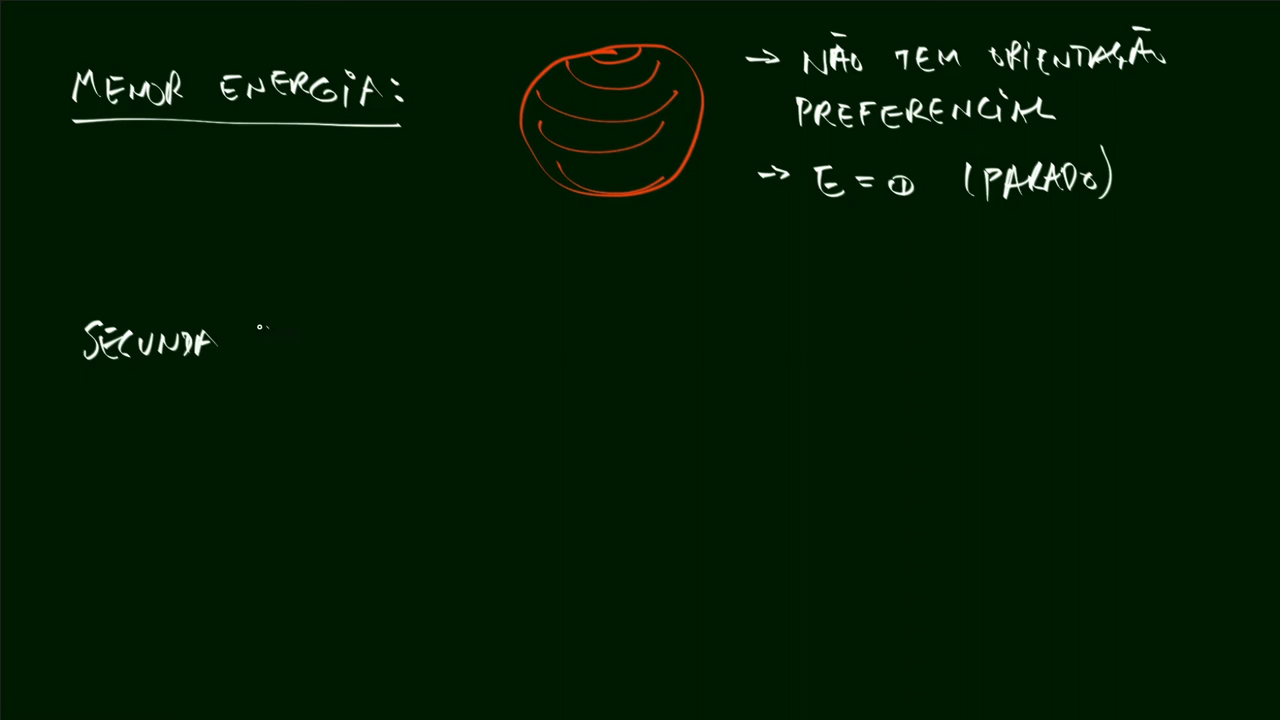 MENOR ENERGIA:
→ NÃO TEM ORIENTAÇÃO
PREFERENCIAL
→ E = 0 (PARADO)
SEGUNDA